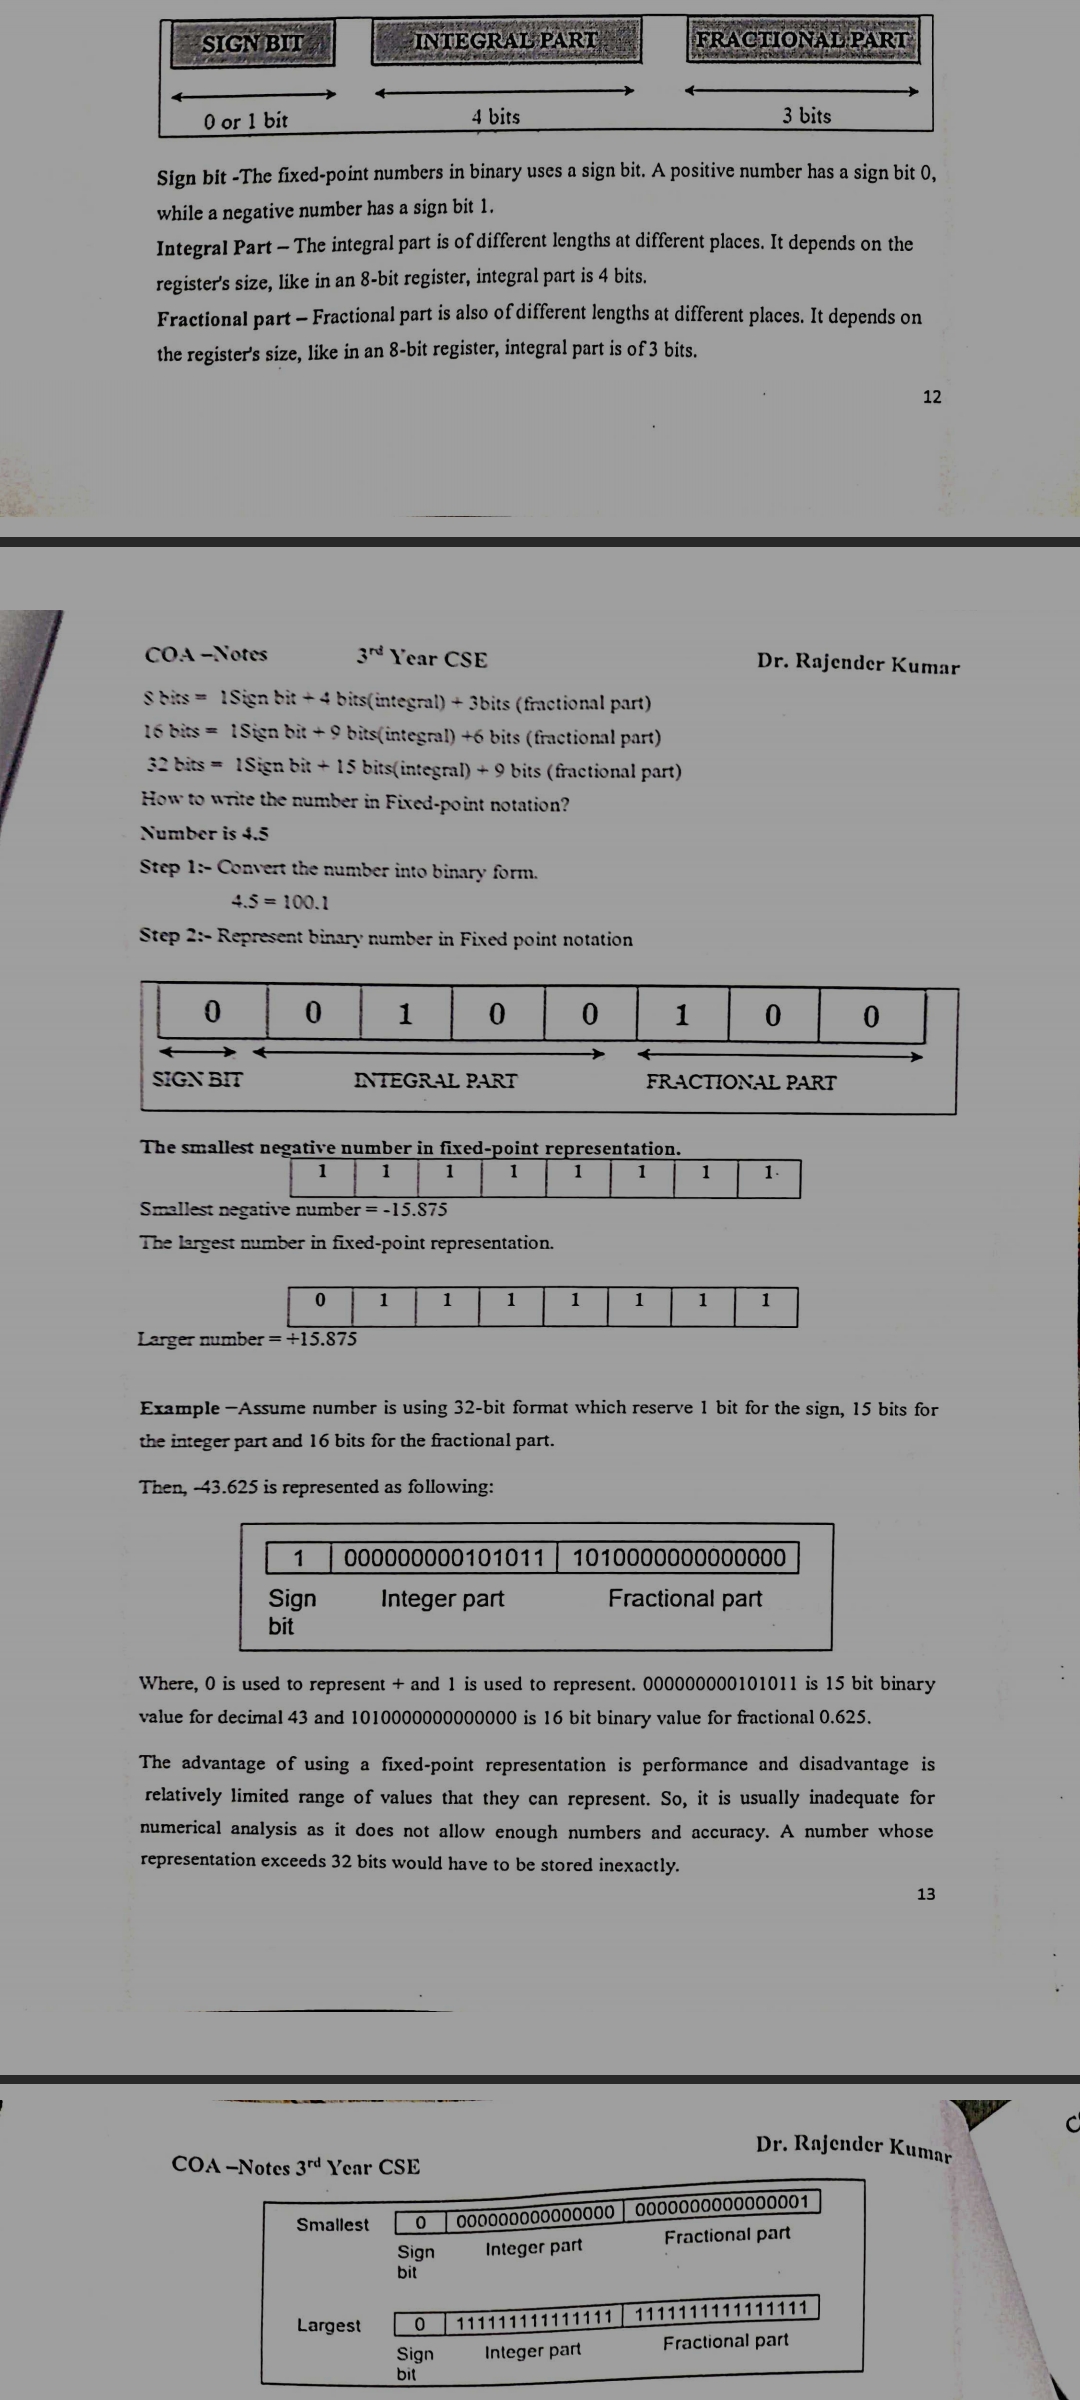 SIGN BIT INTEGRAL PART FRACTIONAL PART
0 or 1 bit 4 bits 3 bits
Sign bit -The fixed-point numbers in binary uses a sign bit. A positive number has a sign bit 0,
while a negative number has a sign bit 1.
Integral Part – The integral part is of different lengths at different places. It depends on the
register's size, like in an 8-bit register, integral part is 4 bits.
Fractional part – Fractional part is also of different lengths at different places. It depends on
the register's size, like in an 8-bit register, integral part is of 3 bits.
12
COA –Notes 3rd Year CSE Dr. Rajender Kumar
8 bits = 1Sign bit + 4 bits(integral) + 3bits (fractional part)
16 bits = 1Sign bit + 9 bits(integral) +6 bits (fractional part)
32 bits = 1Sign bit + 15 bits(integral) + 9 bits (fractional part)
How to write the number in Fixed-point notation?
Number is 4.5
Step 1:- Convert the number into binary form.
4.5 = 100.1
Step 2:- Represent binary number in Fixed point notation
0 0 1 0 0 1 0 0
SIGN BIT INTEGRAL PART FRACTIONAL PART
The smallest negative number in fixed-point representation.
1 1 1 1 1 1 1 1
Smallest negative number = -15.875
The largest number in fixed-point representation.
0 1 1 1 1 1 1 1
Larger number = +15.875
Example –Assume number is using 32-bit format which reserve 1 bit for the sign, 15 bits for
the integer part and 16 bits for the fractional part.
Then, -43.625 is represented as following:
1 000000000101011 1010000000000000
Sign Integer part Fractional part
bit
Where, 0 is used to represent + and 1 is used to represent. 000000000101011 is 15 bit binary
value for decimal 43 and 1010000000000000 is 16 bit binary value for fractional 0.625.
The advantage of using a fixed-point representation is performance and disadvantage is
relatively limited range of values that they can represent. So, it is usually inadequate for
numerical analysis as it does not allow enough numbers and accuracy. A number whose
representation exceeds 32 bits would have to be stored inexactly.
13
COA –Notes 3rd Year CSE Dr. Rajender Kumar
Smallest 0 000000000000000 0000000000000001
Sign Integer part Fractional part
bit
Largest 0 111111111111111 1111111111111111
Sign Integer part Fractional part
bit